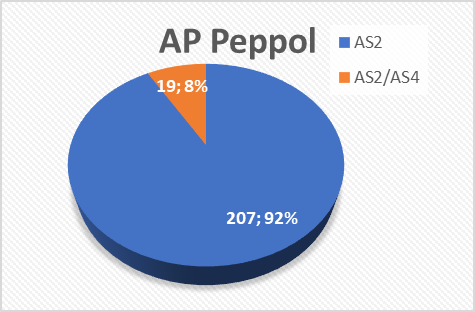 AP Peppol
AS2
AS2/AS4
19; 8%
207; 92%